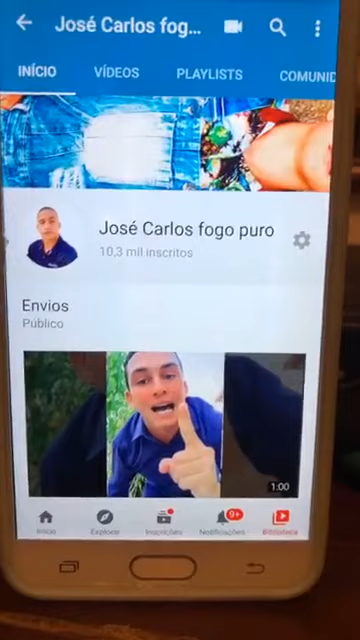 José Carlos fog...
INÍCIO VÍDEOS PLAYLISTS COMUNID
José Carlos fogo puro
10,3 mil inscritos
Envios
Público
1:00
9+
Início Explorar Inscrições Notificações Biblioteca